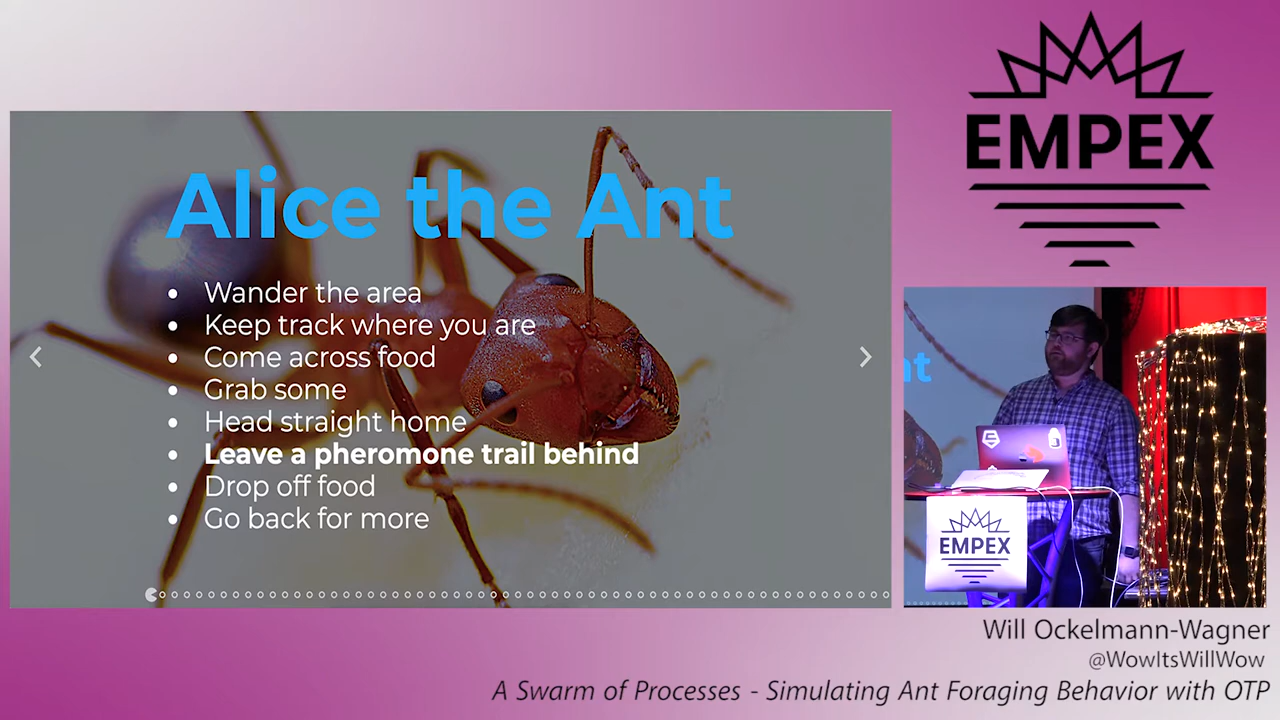 EMPEX
Alice the Ant
Wander the area
Keep track where you are
Come across food
Grab some
Head straight home
Leave a pheromone trail behind
Drop off food
Go back for more
nt
EMPEX
Will Ockelmann-Wagner
@WowItsWillWow
A Swarm of Processes - Simulating Ant Foraging Behavior with OTP